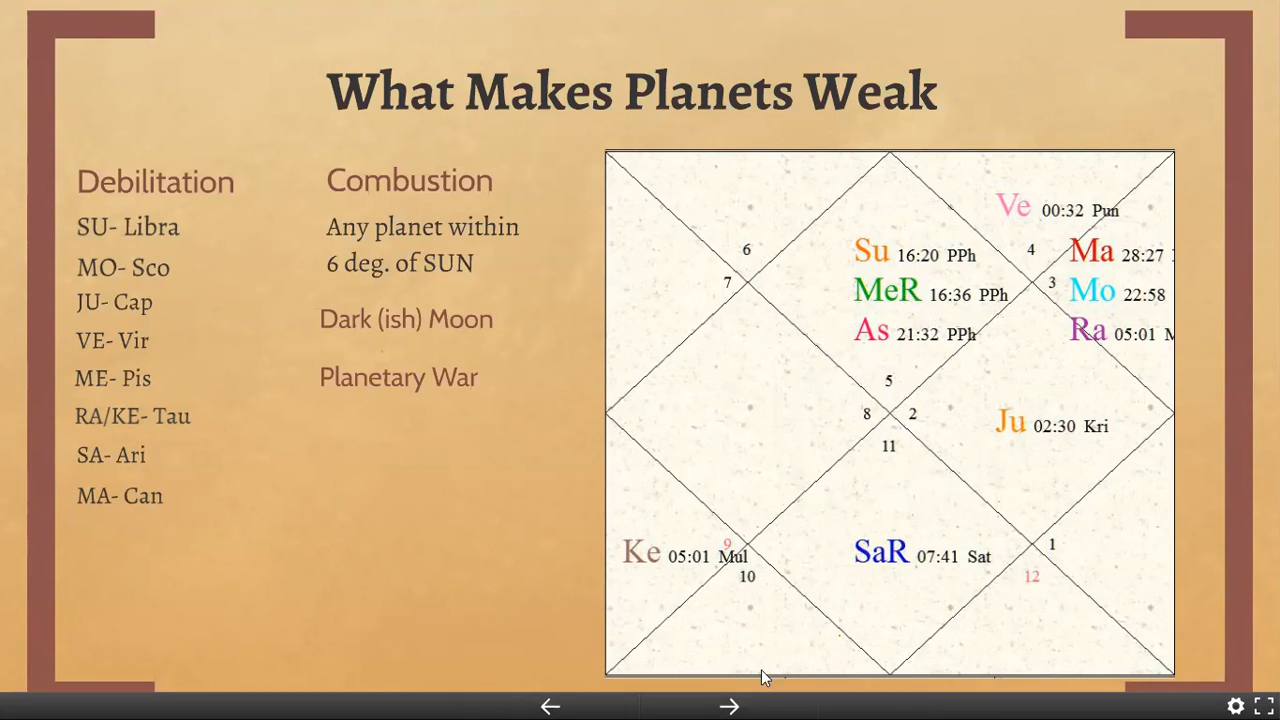 What Makes Planets Weak
Debilitation
SU- Libra
MO- Sco
JU- Cap
VE- Vir
ME- Pis
RA/KE- Tau
SA- Ari
MA- Can
Combustion
Any planet within
6 deg. of SUN
Dark (ish) Moon
Planetary War
Ve 00:32 Pun
6
Su 16:20 PPh
4
Ma 28:27
7
MeR 16:36 PPh
3
Mo 22:58
As 21:32 PPh
Ra 05:01 M
5
8
2
Ju 02:30 Kri
11
9
Ke 05:01 Mul
SaR 07:41 Sat
1
10
12